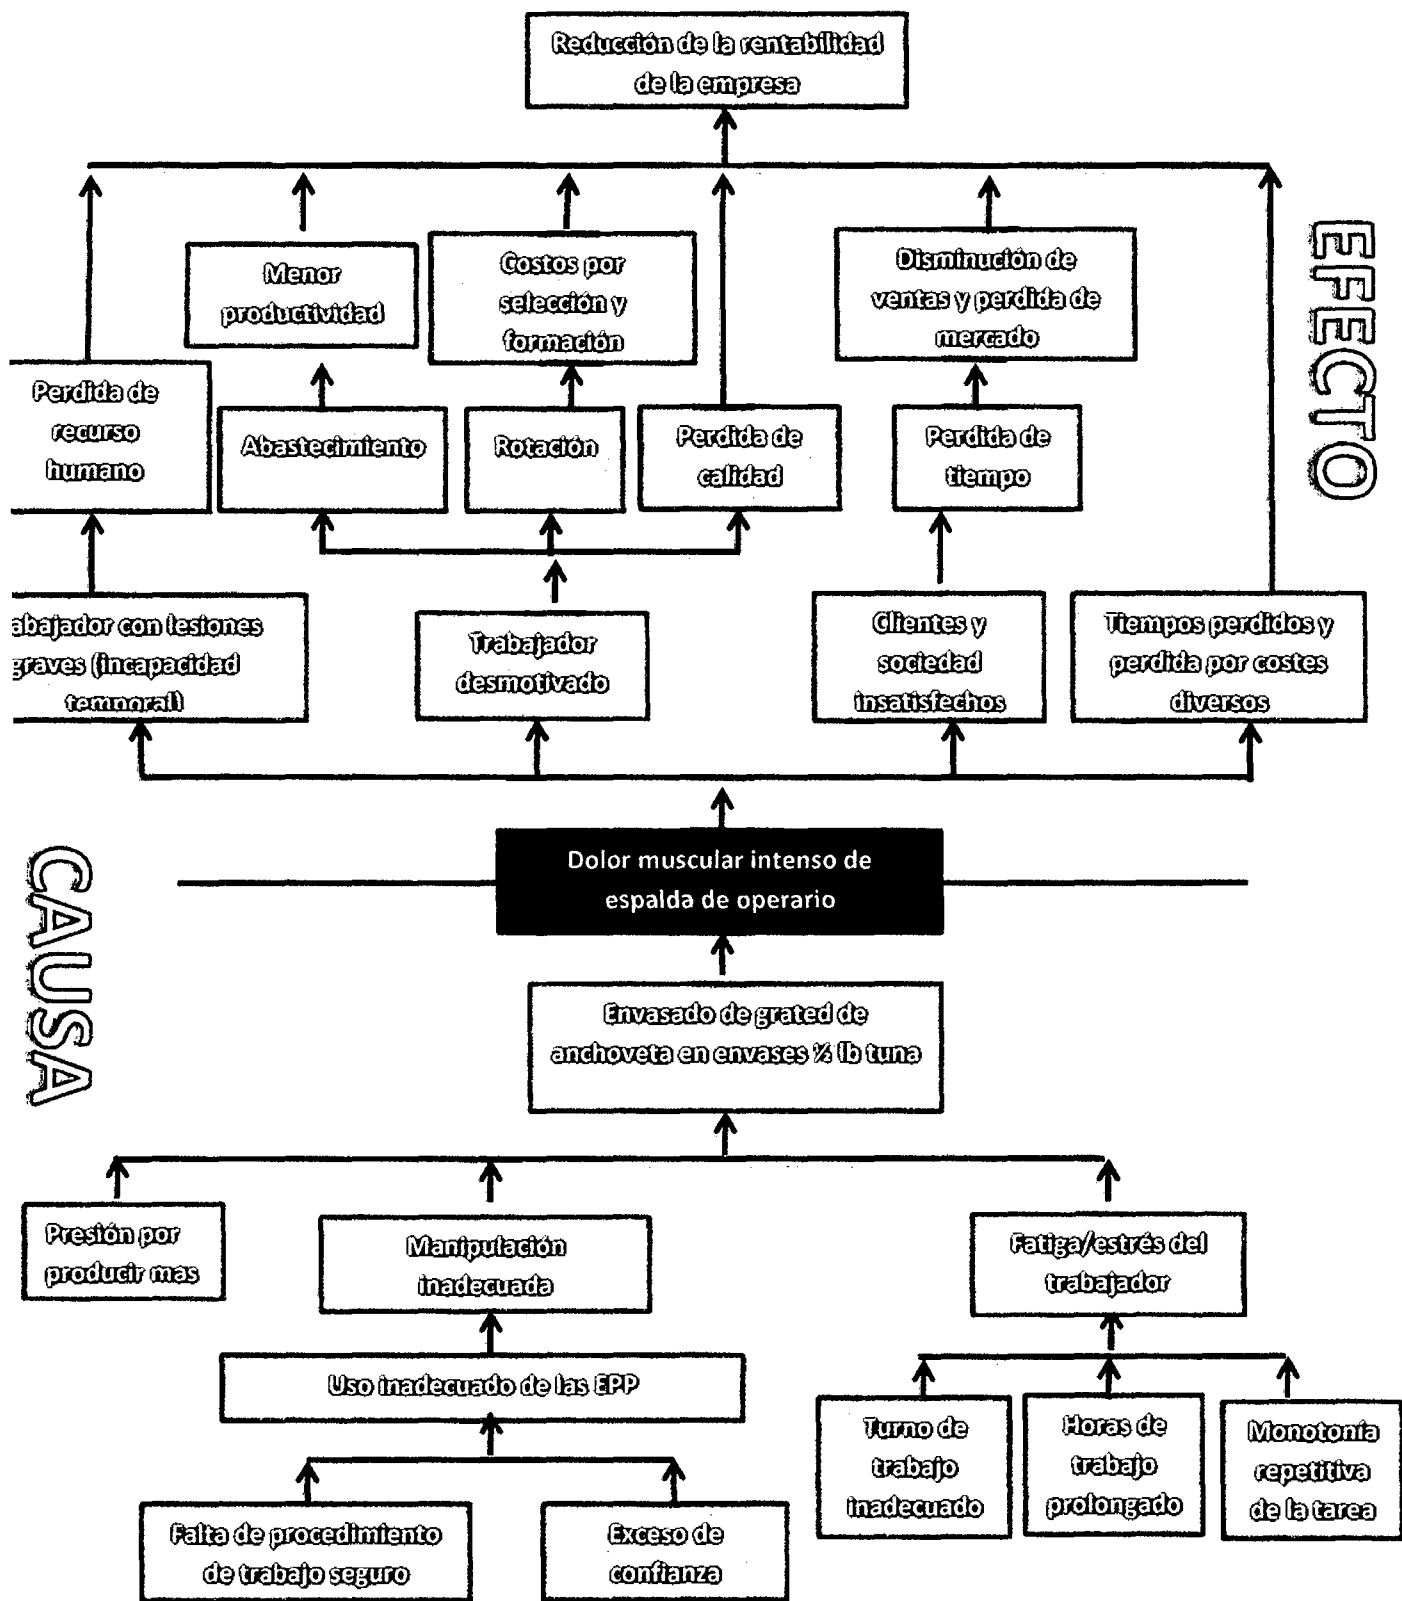 Reducción de la rentabilidad
de la empresa
EFECTO
Menor
productividad
Costos por
selección y
formación
Disminución de
ventas y perdida de
mercado
Perdida de
recurso
humano
Abastecimiento
Rotación
Perdida de
calidad
Perdida de
tiempo
abajador con lesiones
graves (incapacidad
temporal)
Trabajador
desmotivado
Clientes y
sociedad
insatisfechos
Tiempos perdidos y
perdida por costes
diversos
CAUSA
Dolor muscular intenso de
espalda de operario
Envasado de grated de
anchoveta en envases ½ lb tuna
Presión por
producir mas
Manipulación
inadecuada
Fatiga/estrés del
trabajador
Uso inadecuado de las EPP
Turno de
trabajo
inadecuado
Horas de
trabajo
prolongado
Monotonía
repetitiva
de la tarea
Falta de procedimiento
de trabajo seguro
Exceso de
confianza